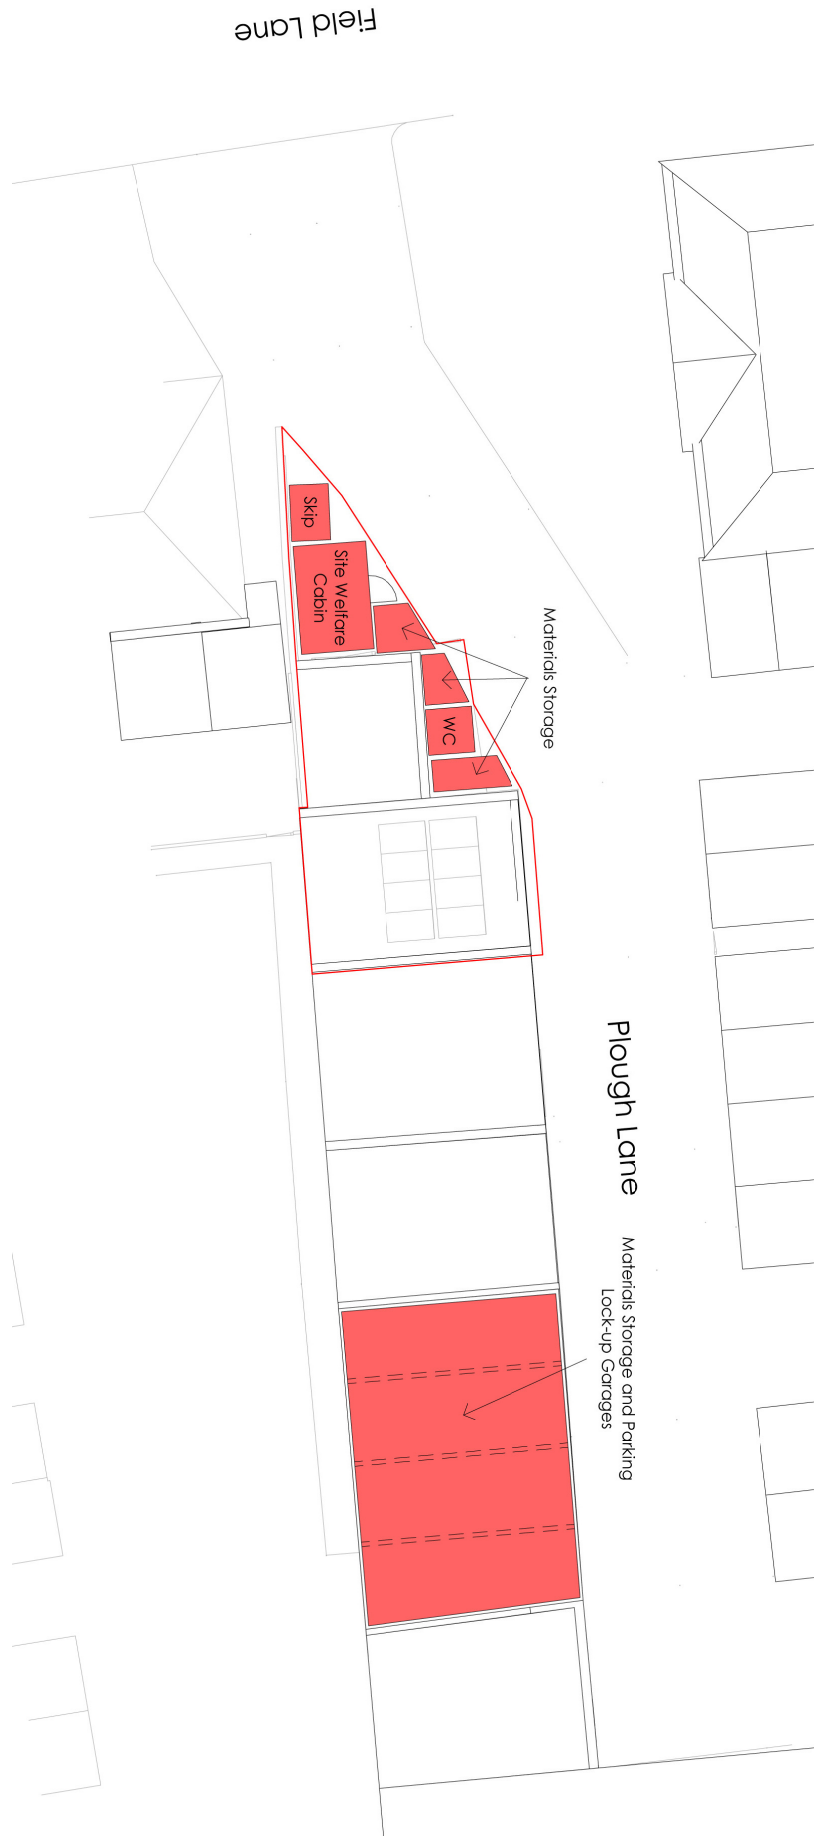 Field Lane
Skip
Site Welfare
Cabin
Materials Storage
WC
Plough Lane
Materials Storage and Parking
Lock-up Garages